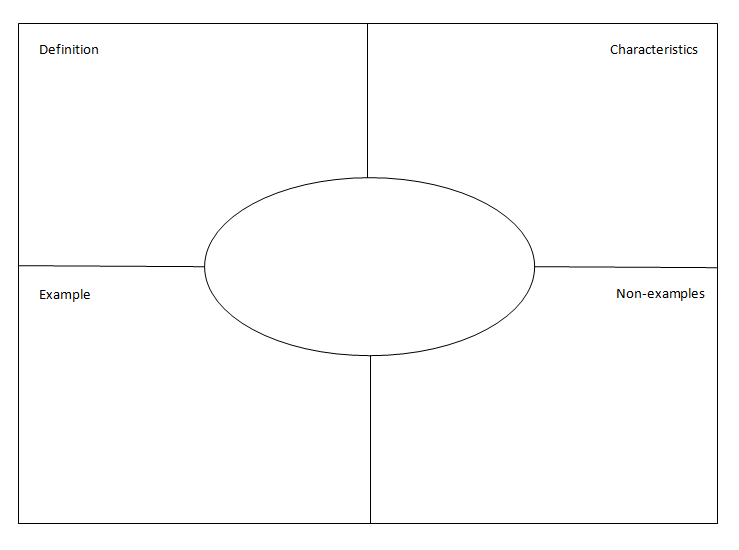 Definition
Characteristics
Example
Non-examples